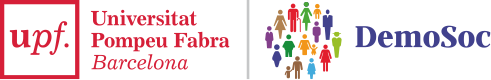 upf.
Universitat
Pompeu Fabra
Barcelona
DemoSoc